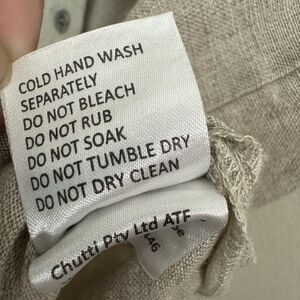 COLD HAND WASH
SEPARATELY
DO NOT BLEACH
DO NOT RUB
DO NOT SOAK
DO NOT TUMBLE DRY
DO NOT DRY CLEAN
Chutti Pty Ltd ATF